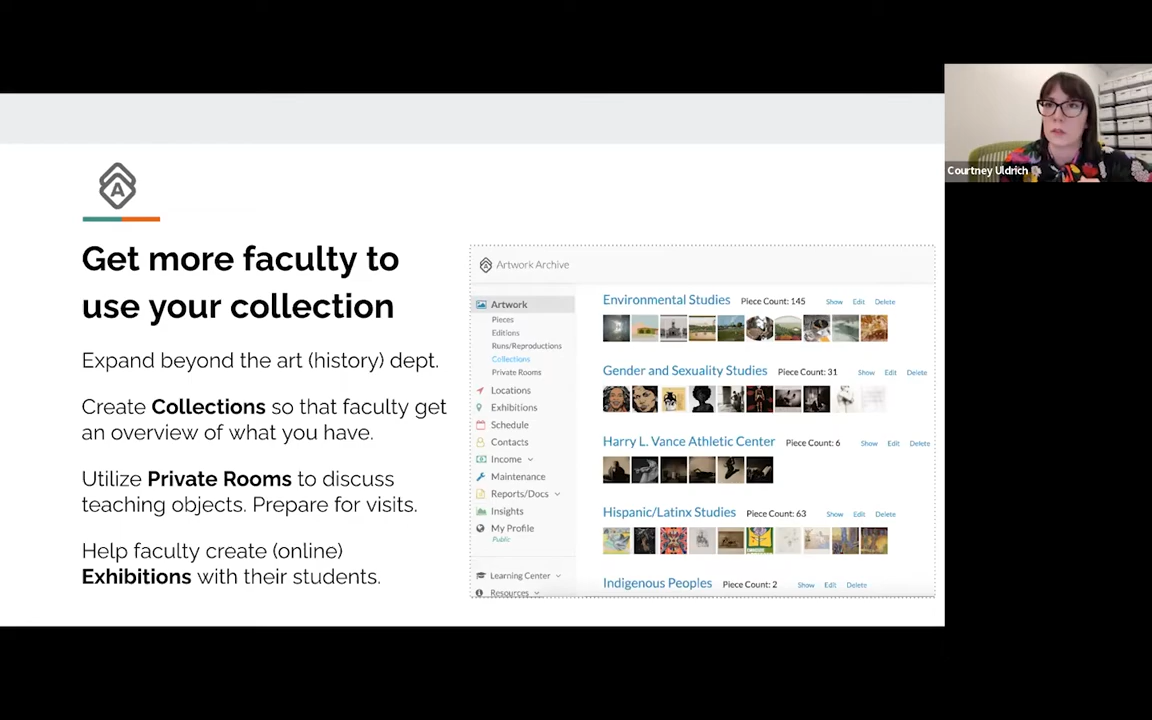 Courtney Uldrich
A
Get more faculty to
use your collection
Expand beyond the art (history) dept.
Create Collections so that faculty get
an overview of what you have.
Utilize Private Rooms to discuss
teaching objects. Prepare for visits.
Help faculty create (online)
Exhibitions with their students.
Artwork Archive
Artwork
Pieces
Editions
Runs/Reproductions
Collections
Private Rooms
Locations
Exhibitions
Schedule
Contacts
Income
Maintenance
Reports/Docs
Insights
My Profile
Public
Learning Center
Resources
Environmental Studies Piece Count: 145 Show Edit Delete
Gender and Sexuality Studies Piece Count: 31 Show Edit Delete
Harry L. Vance Athletic Center Piece Count: 6 Show Edit Delete
Hispanic/Latinx Studies Piece Count: 63 Show Edit Delete
Indigenous Peoples Piece Count: 2 Show Edit Delete